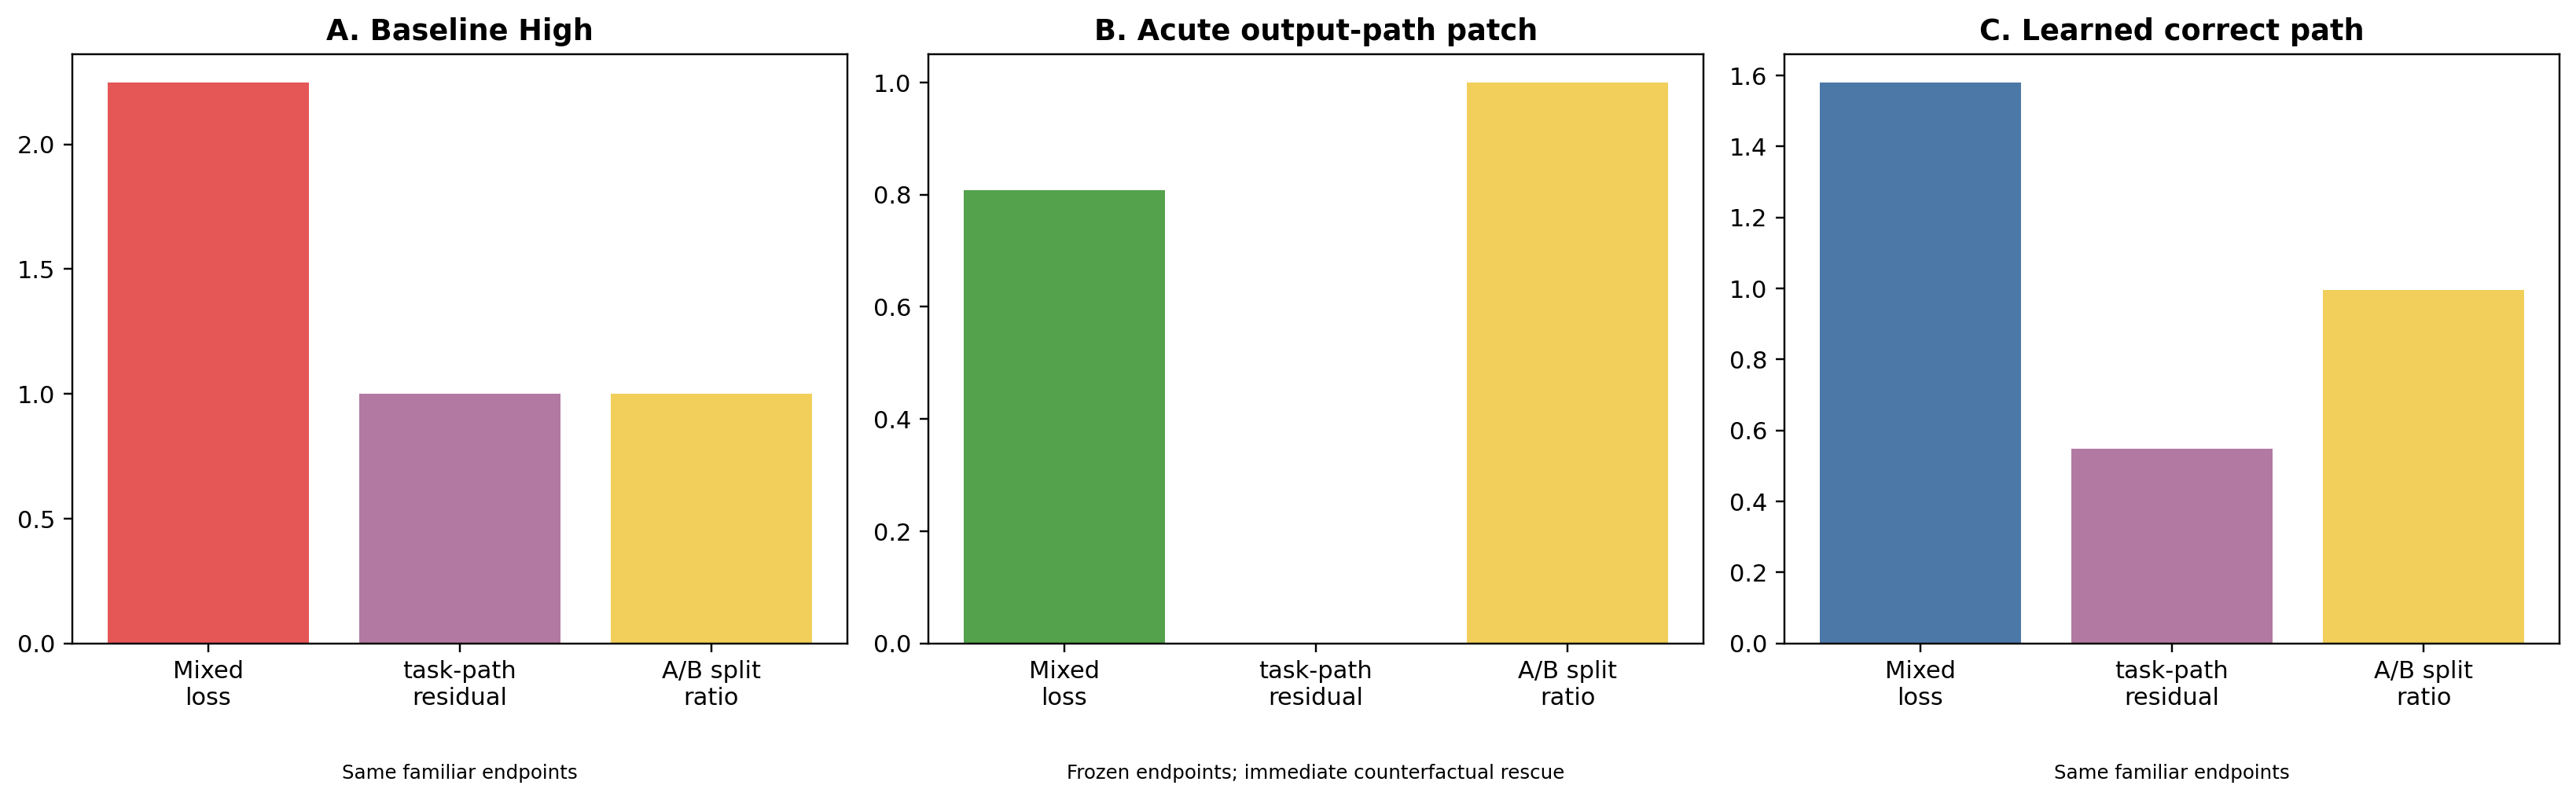 A. Baseline High
2.0
1.5
1.0
0.5
0.0
Mixed
loss
task-path
residual
A/B split
ratio
Same familiar endpoints
B. Acute output-path patch
1.0
0.8
0.6
0.4
0.2
0.0
Mixed
loss
task-path
residual
A/B split
ratio
Frozen endpoints; immediate counterfactual rescue
C. Learned correct path
1.6
1.4
1.2
1.0
0.8
0.6
0.4
0.2
0.0
Mixed
loss
task-path
residual
A/B split
ratio
Same familiar endpoints